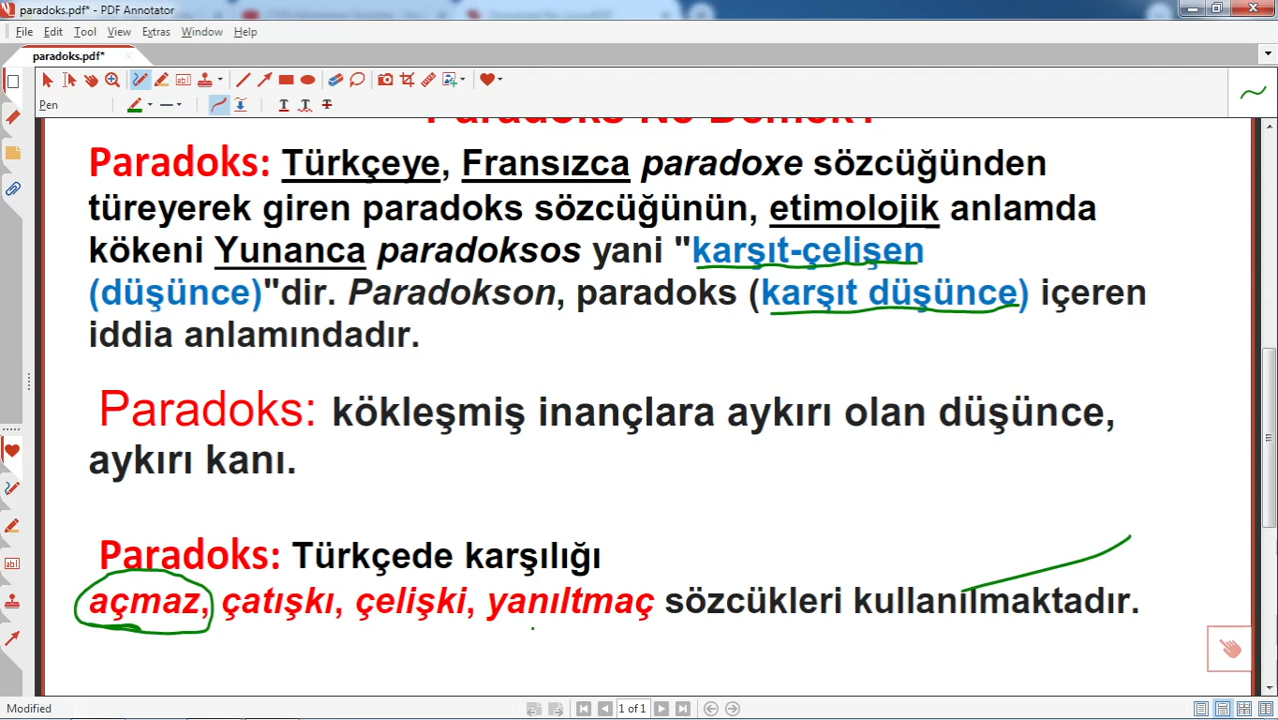 paradoks.pdf* - PDF Annotator
File Edit Tool View Extras Window Help
paradoks.pdf*
Pen
Paradoks Ne Demek?
Paradoks: Türkçeye, Fransızca paradoxe sözcüğünden
türeyerek giren paradoks sözcüğünün, etimolojik anlamda
kökeni Yunanca paradoksos yani "karşıt-çelişen
(düşünce)"dir. Paradokson, paradoks (karşıt düşünce) içeren
iddia anlamındadır.
Paradoks: kökleşmiş inançlara aykırı olan düşünce,
aykırı kanı.
Paradoks: Türkçede karşılığı
açmaz, çatışkı, çelişki, yanıltmaç sözcükleri kullanılmaktadır.
Modified
1 of 1